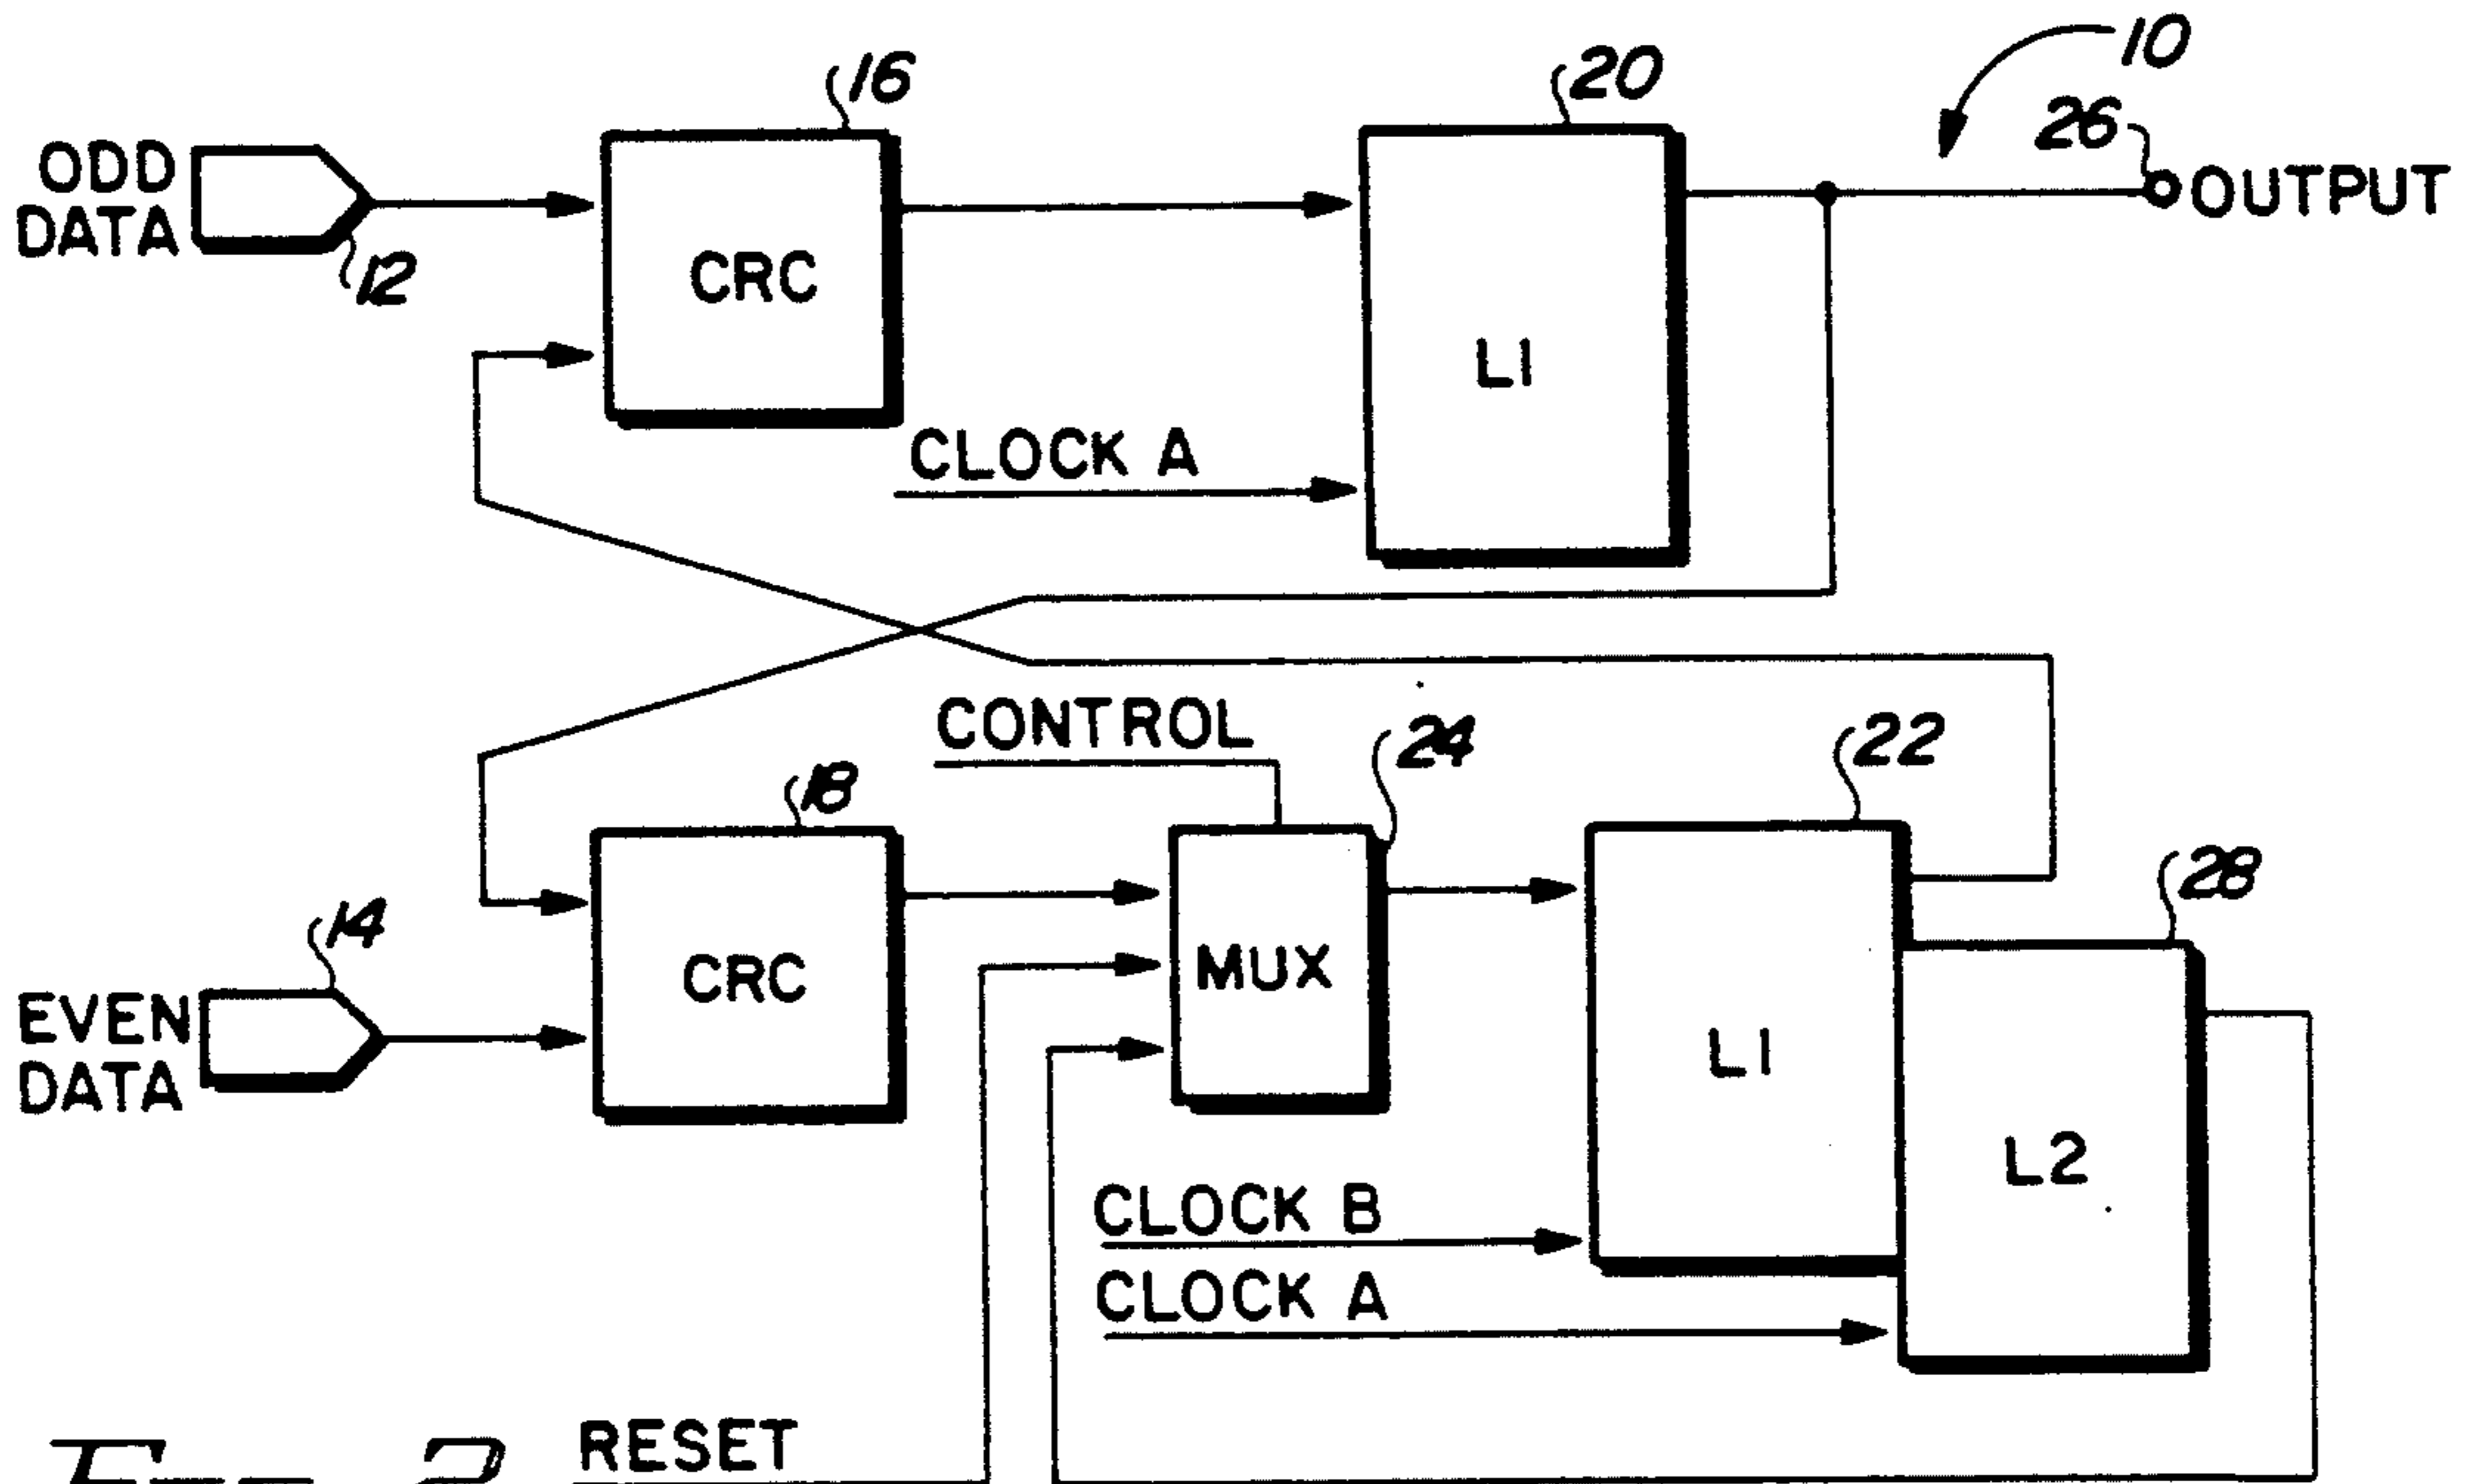 10
16
20
26
ODD
DATA
OUTPUT
12
CRC
L1
CLOCK A
CONTROL
24
22
18
28
14
CRC
MUX
EVEN
DATA
L1
L2
CLOCK B
CLOCK A
RESET